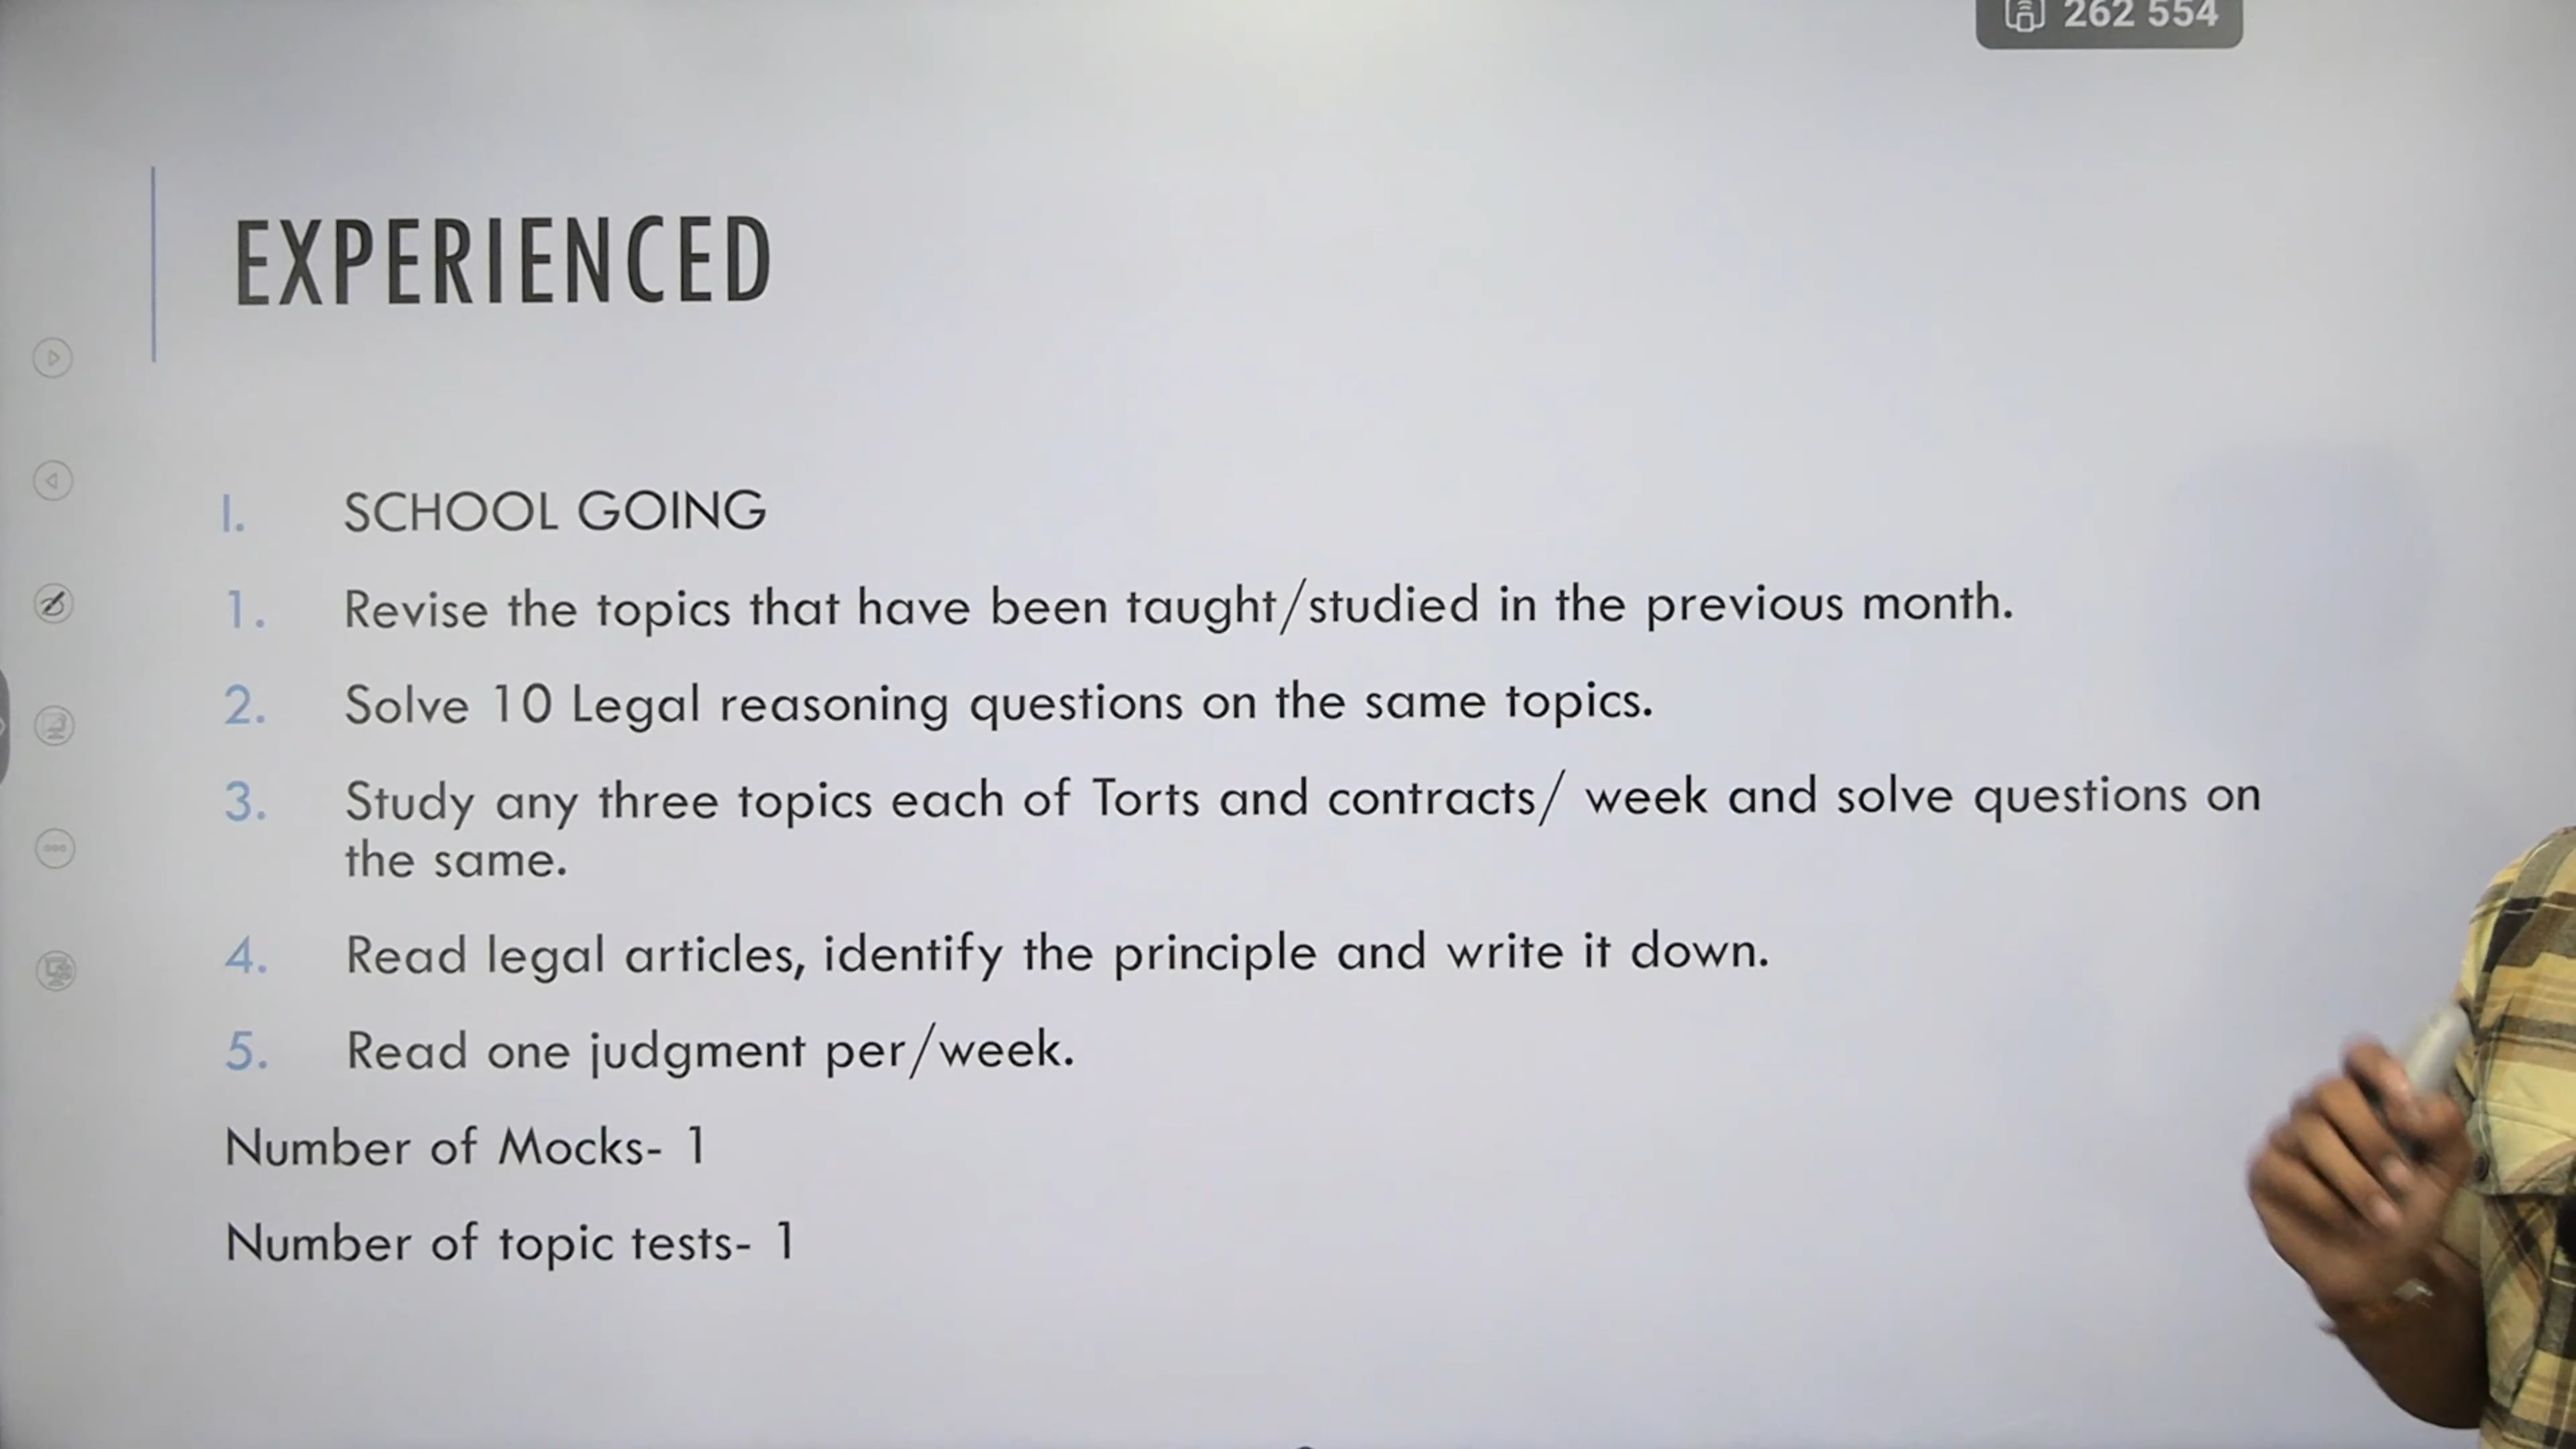 262 554
EXPERIENCED
I. SCHOOL GOING
1. Revise the topics that have been taught/studied in the previous month.
2. Solve 10 Legal reasoning questions on the same topics.
3. Study any three topics each of Torts and contracts/ week and solve questions on
the same.
4. Read legal articles, identify the principle and write it down.
5. Read one judgment per/week.
Number of Mocks- 1
Number of topic tests- 1